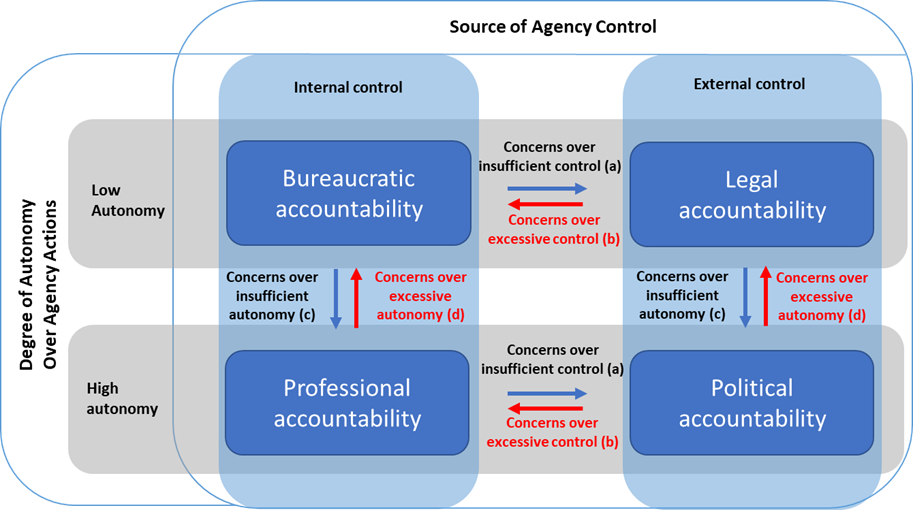 Source of Agency Control
Internal control
External control
Degree of Autonomy
Over Agency Actions
Low
Autonomy
Bureaucratic
accountability
Concerns over
insufficient control (a)
Concerns over
excessive control (b)
Legal
accountability
Concerns over
insufficient
autonomy (c)
Concerns over
excessive
autonomy (d)
Concerns over
insufficient
autonomy (c)
Concerns over
excessive
autonomy (d)
High
autonomy
Professional
accountability
Concerns over
insufficient control (a)
Concerns over
excessive control (b)
Political
accountability